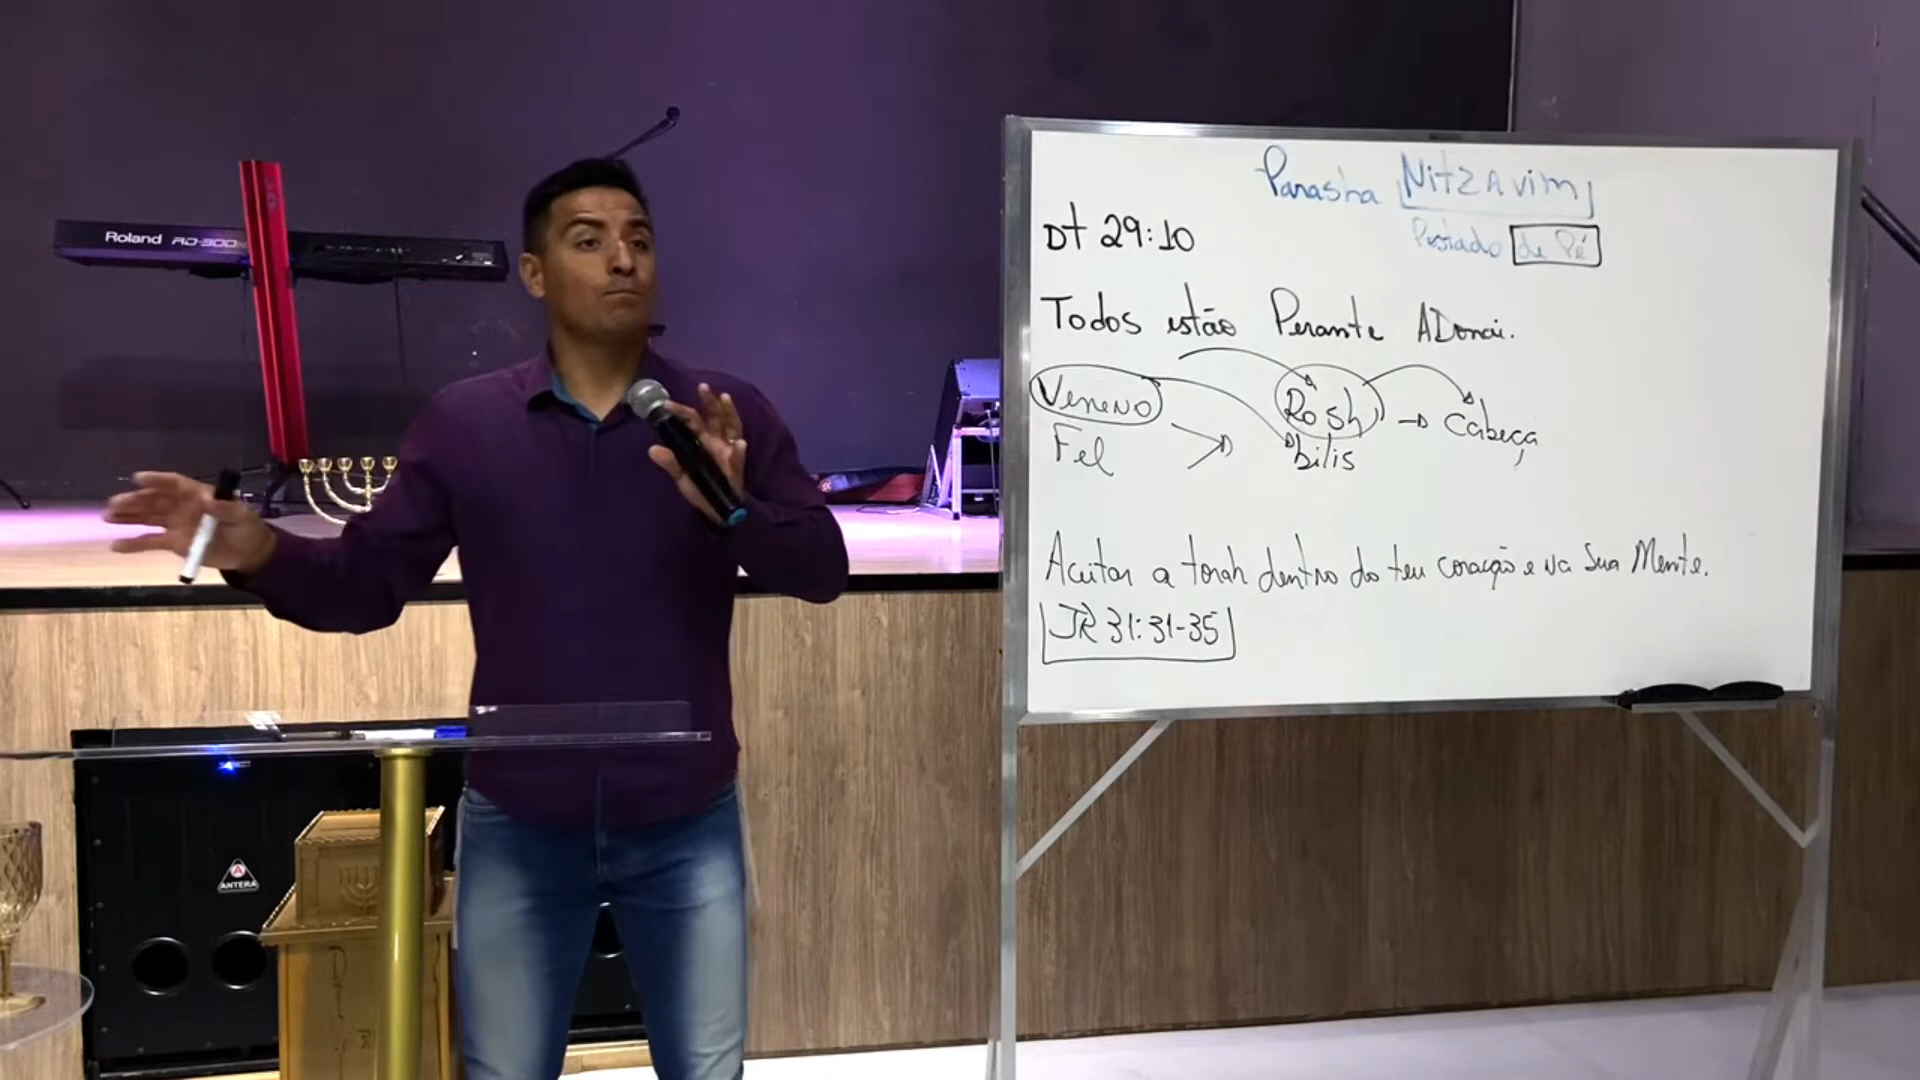 Parasha Nitzavim
Dt 29:10
Postado de Pé
Todos estão Perante ADonai.
Veneno
Rosh → Cabeça
Fel
bilis
Aceitar a torah dentro do teu coração e na Sua Mente.
JR 31:31-35
Roland RD-300
ANTERA